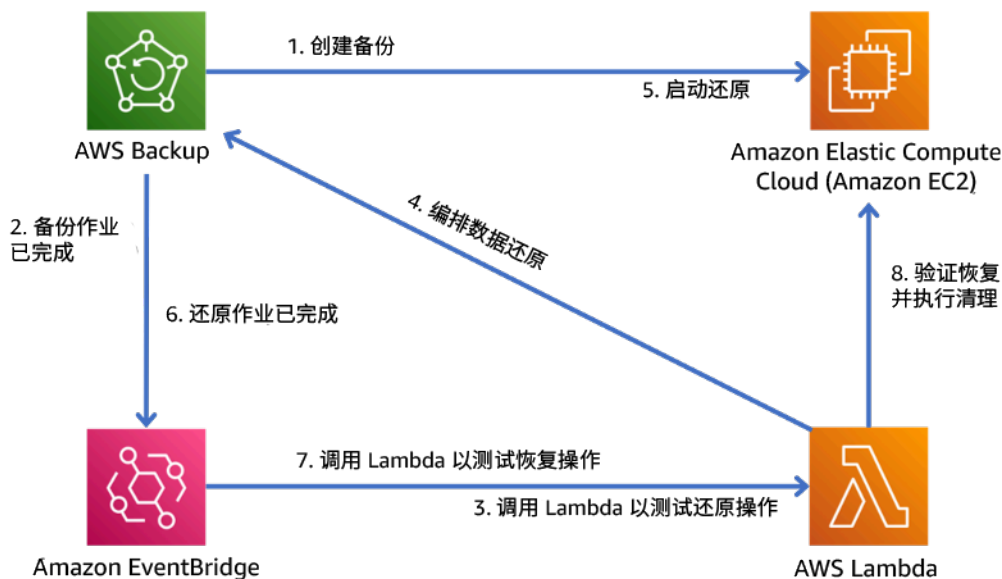 1. 创建备份
5. 启动还原
AWS Backup
Amazon Elastic Compute
Cloud (Amazon EC2)
4. 编排数据还原
2. 备份作业
已完成
8. 验证恢复
并执行清理
6. 还原作业已完成
7. 调用 Lambda 以测试恢复操作
3. 调用 Lambda 以测试还原操作
Amazon EventBridge
AWS Lambda